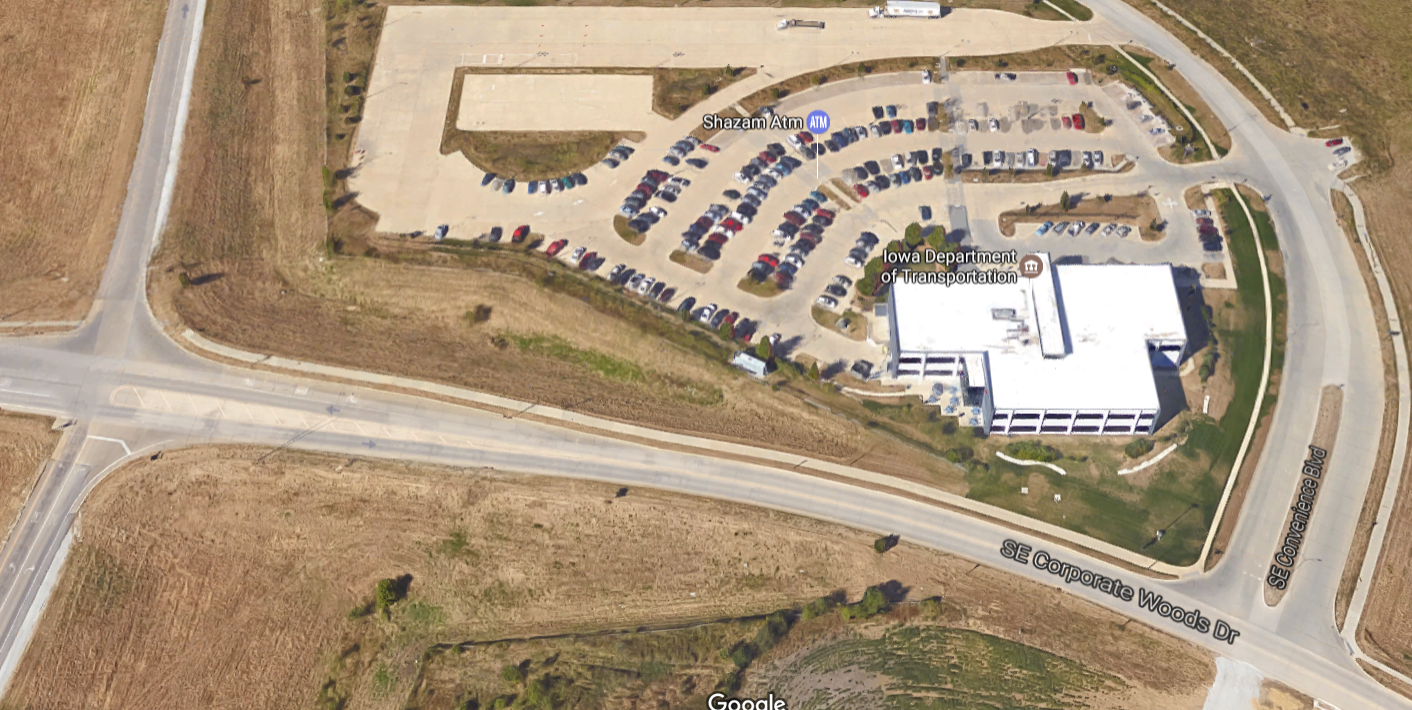 Shazam Atm ATM
Iowa Department
of Transportation
SE Convenience Blvd
SE Corporate Woods Dr
Google